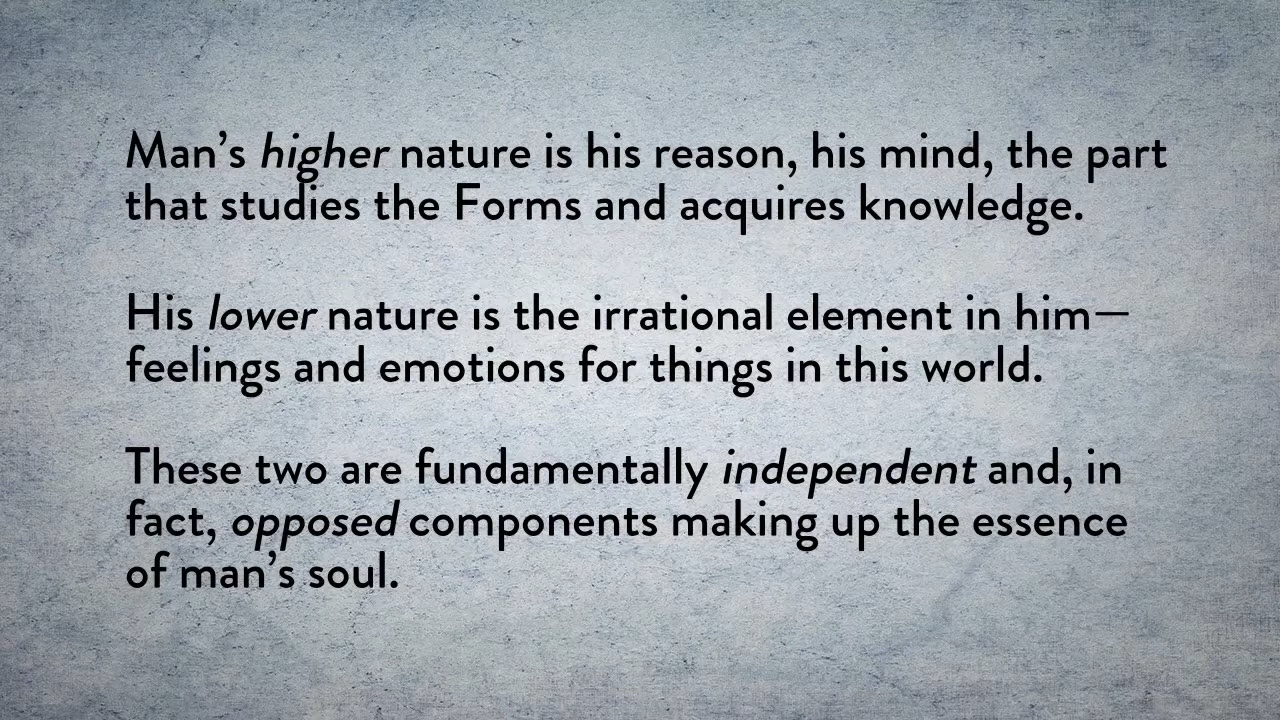 Man’s higher nature is his reason, his mind, the part
that studies the Forms and acquires knowledge.
His lower nature is the irrational element in him—
feelings and emotions for things in this world.
These two are fundamentally independent and, in
fact, opposed components making up the essence
of man’s soul.